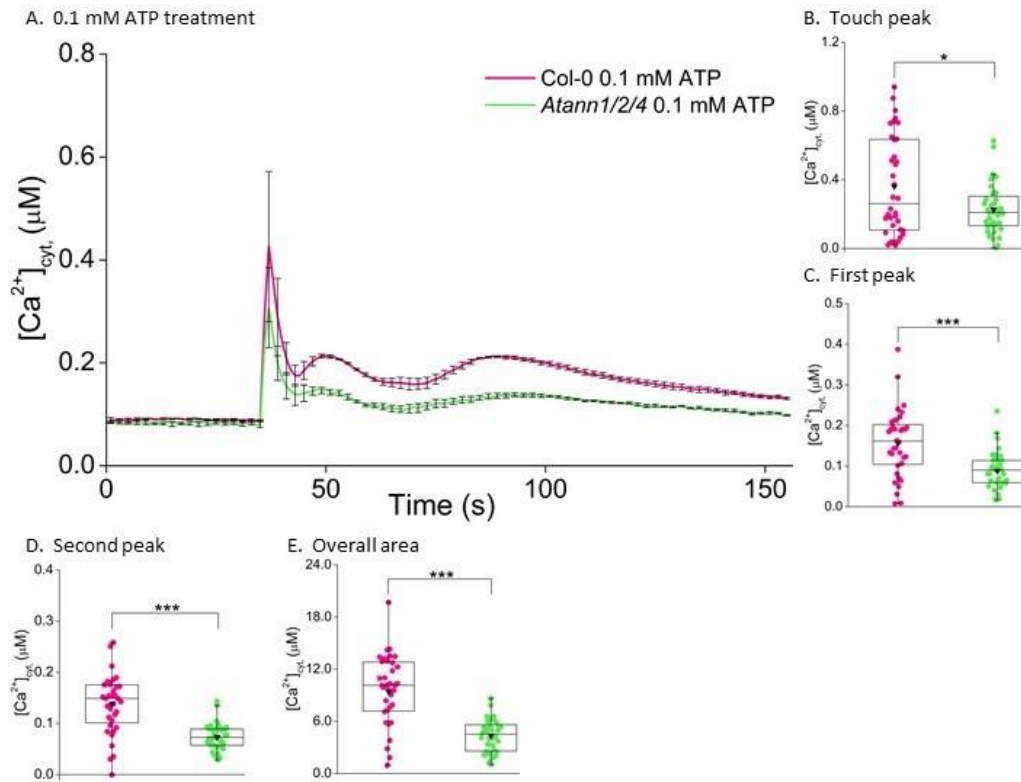 A. 0.1 mM ATP treatment
0.8
0.6
0.4
0.2
0.0
[Ca²⁺]cyt, (μM)
Col-0 0.1 mM ATP
Atann1/2/4 0.1 mM ATP
0
50
100
150
Time (s)
B. Touch peak
1.2
0.8
0.4
0.0
[Ca²⁺]cyt, (μM)
*
C. First peak
0.5
0.4
0.3
0.2
0.1
0.0
[Ca²⁺]cyt, (μM)
***
D. Second peak
0.4
0.3
0.2
0.1
0.0
[Ca²⁺]cyt, (μM)
***
E. Overall area
24.0
18.0
12.0
6.0
0.0
[Ca²⁺]cyt, (μM)
***